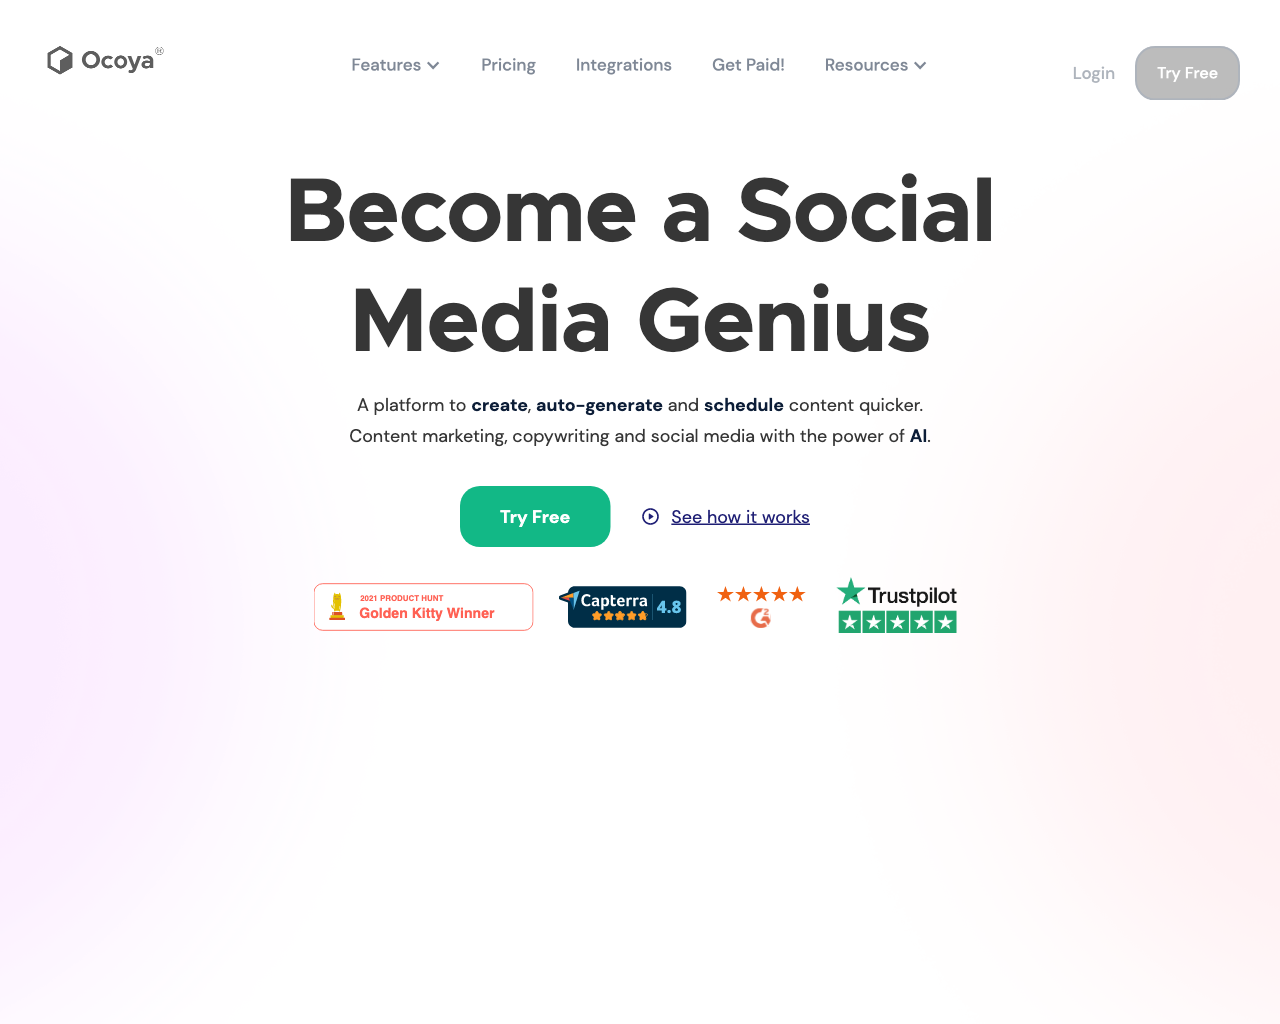 Ocoya
Features
Pricing
Integrations
Get Paid!
Resources
Login
Try Free
Become a Social
Media Genius
A platform to create, auto-generate and schedule content quicker.
Content marketing, copywriting and social media with the power of AI.
Try Free
See how it works
2021 PRODUCT HUNT
Golden Kitty Winner
Capterra
4.8
Trustpilot